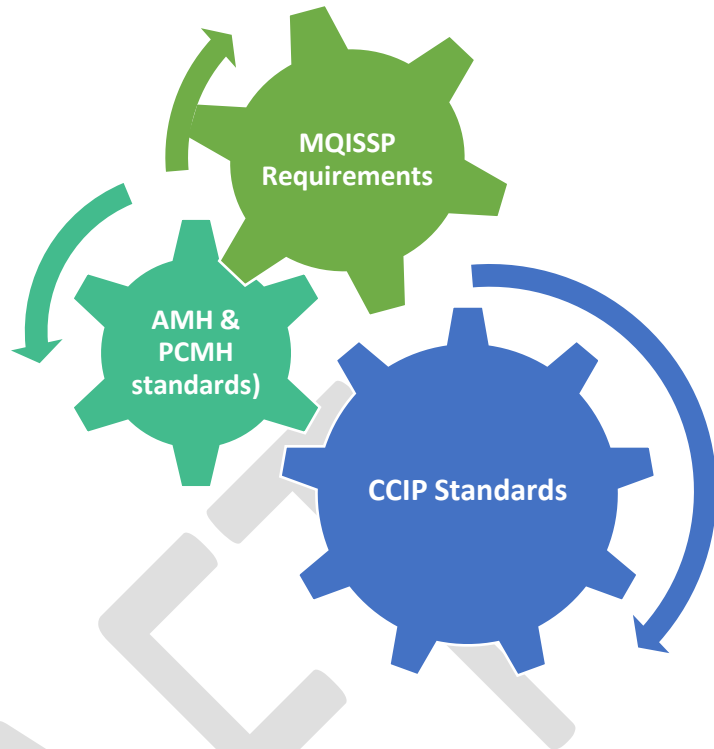 MQISSP
Requirements
AMH &
PCMH
standards)
CCIP Standards